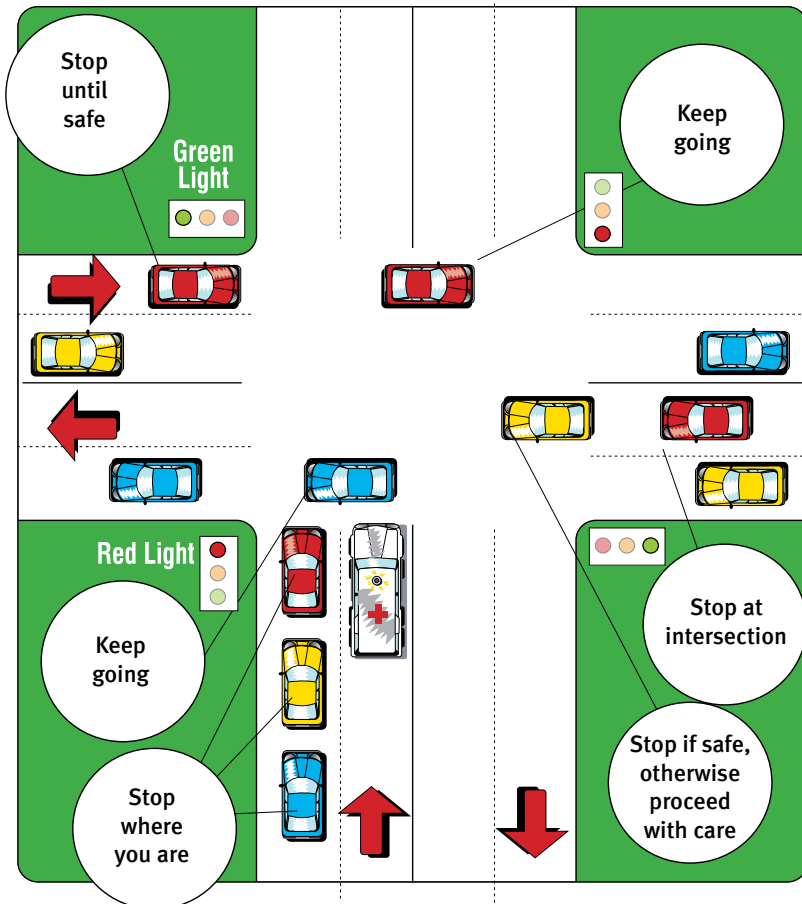 Stop
until
safe
Green
Light
Keep
going
Red Light
Keep
going
Stop at
intersection
Stop if safe,
otherwise
proceed
with care
Stop
where
you are